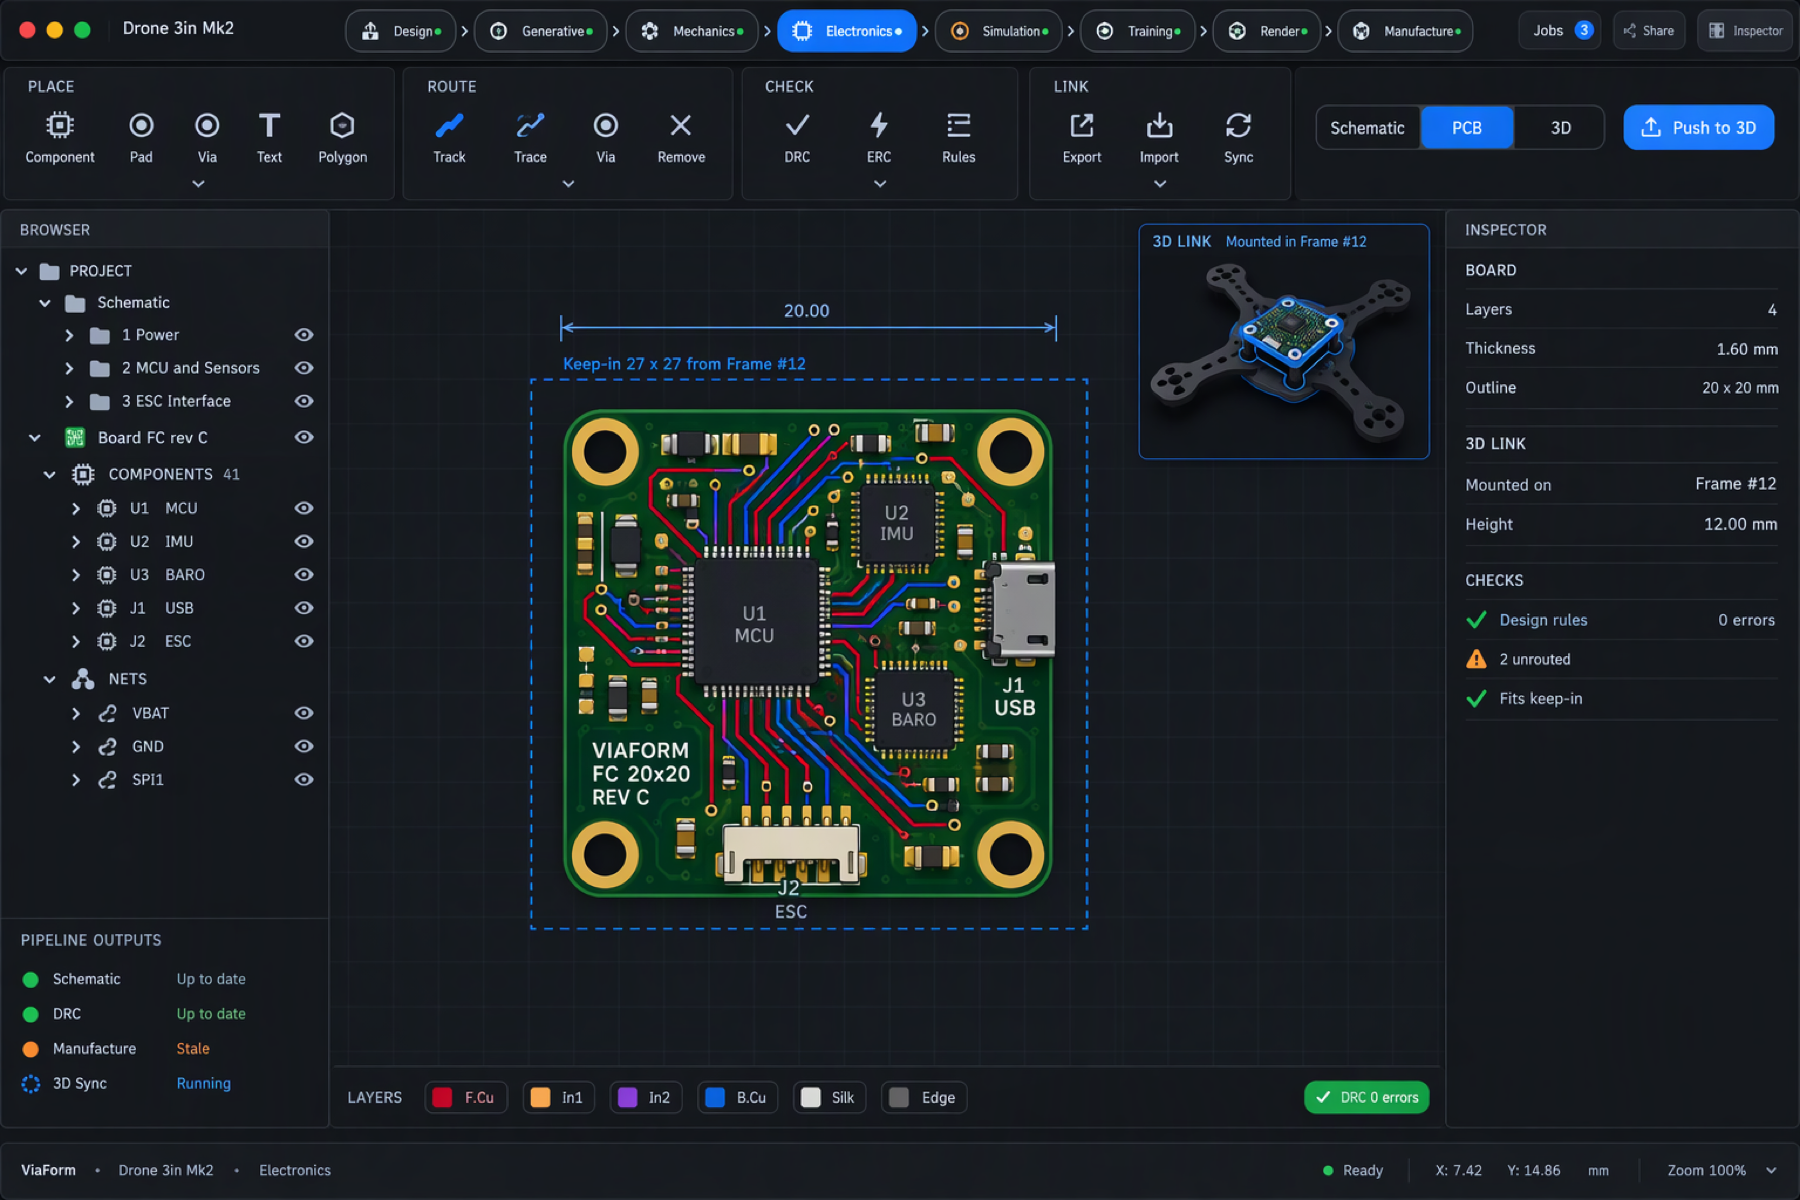 Drone 3in Mk2
Design
Generative
Mechanics
Electronics
Simulation
Training
Render
Manufacture
Jobs 3
Share
Inspector
PLACE
Component
Pad
Via
Text
Polygon
ROUTE
Track
Trace
Via
Remove
CHECK
DRC
ERC
Rules
LINK
Export
Import
Sync
Schematic
PCB
3D
Push to 3D
BROWSER
PROJECT
Schematic
1 Power
2 MCU and Sensors
3 ESC Interface
Board FC rev C
COMPONENTS 41
U1 MCU
U2 IMU
U3 BARO
J1 USB
J2 ESC
NETS
VBAT
GND
SPI1
PIPELINE OUTPUTS
Schematic Up to date
DRC Up to date
Manufacture Stale
3D Sync Running
20.00
Keep-in 27 x 27 from Frame #12
U1
MCU
U2
IMU
U3
BARO
J1
USB
VIAFORM
FC 20x20
REV C
J2
ESC
3D LINK Mounted in Frame #12
LAYERS
F.Cu
In1
In2
B.Cu
Silk
Edge
DRC 0 errors
INSPECTOR
BOARD
Layers 4
Thickness 1.60 mm
Outline 20 x 20 mm
3D LINK
Mounted on Frame #12
Height 12.00 mm
CHECKS
Design rules 0 errors
2 unrouted
Fits keep-in
ViaForm • Drone 3in Mk2 • Electronics
Ready
X: 7.42 Y: 14.86 mm
Zoom 100%